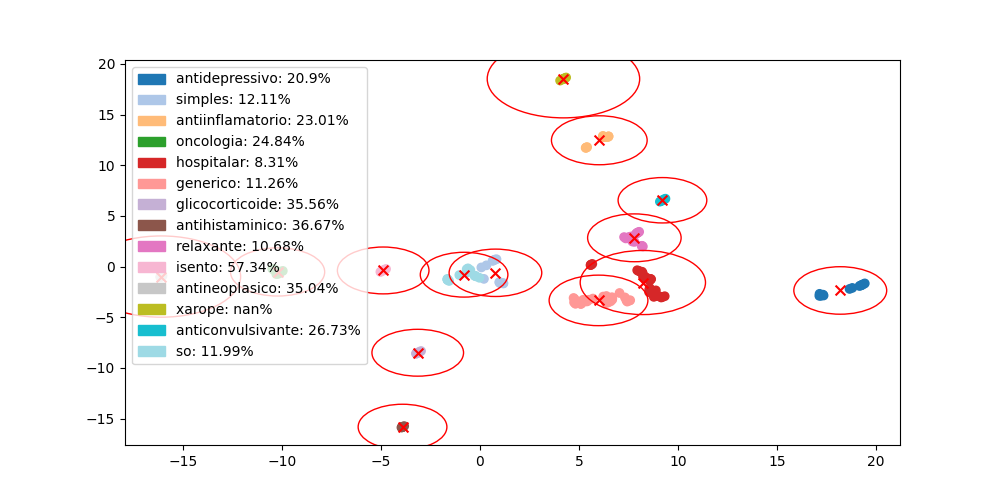 20
15
10
5
0
−5
−10
−15
antidepressivo: 20.9%
simples: 12.11%
antiinflamatorio: 23.01%
oncologia: 24.84%
hospitalar: 8.31%
generico: 11.26%
glicocorticoide: 35.56%
antihistaminico: 36.67%
relaxante: 10.68%
isento: 57.34%
antineoplasico: 35.04%
xarope: nan%
anticonvulsivante: 26.73%
so: 11.99%
−15 −10 −5 0 5 10 15 20